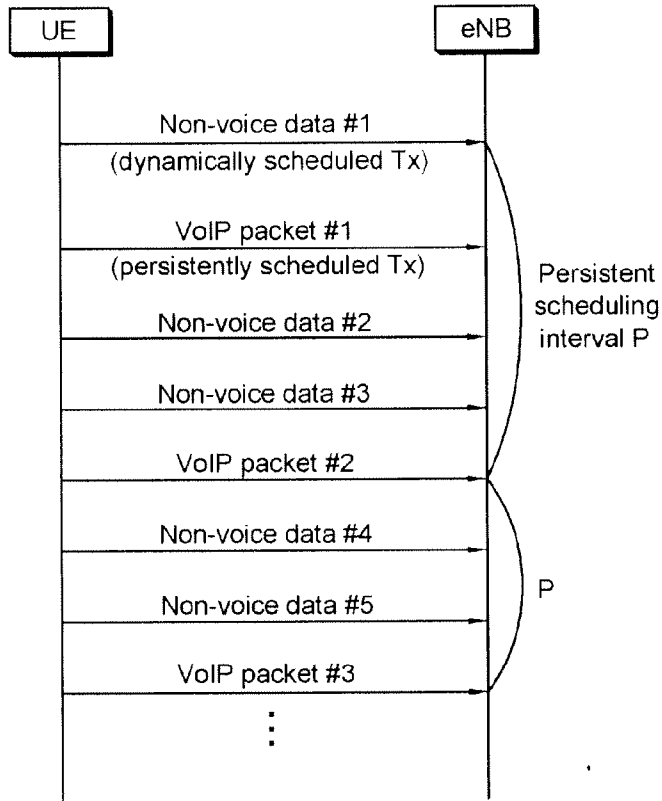 UE
eNB
Non-voice data #1
(dynamically scheduled Tx)
VoIP packet #1
(persistently scheduled Tx)
Persistent
scheduling
interval P
Non-voice data #2
Non-voice data #3
VoIP packet #2
Non-voice data #4
P
Non-voice data #5
VoIP packet #3